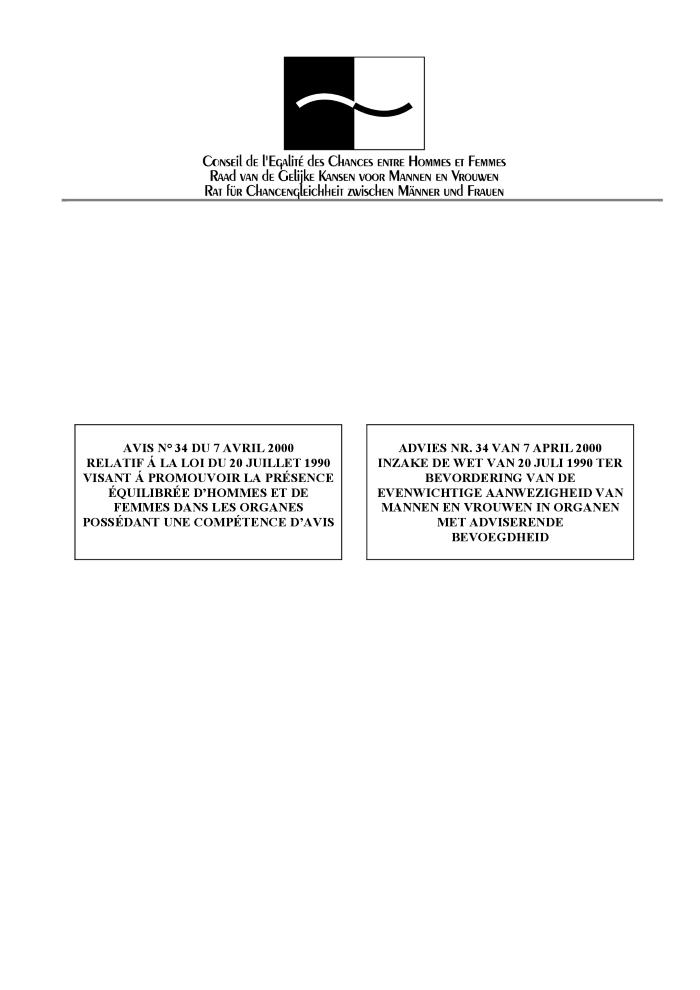 Conseil de l'Egalité des Chances entre Hommes et Femmes
Raad van de Gelijke Kansen voor Mannen en Vrouwen
Rat für Chancengleichheit zwischen Männer und Frauen
AVIS N° 34 DU 7 AVRIL 2000
RELATIF Á LA LOI DU 20 JUILLET 1990
VISANT Á PROMOUVOIR LA PRÉSENCE
ÉQUILIBRÉE D’HOMMES ET DE
FEMMES DANS LES ORGANES
POSSÉDANT UNE COMPÉTENCE D’AVIS
ADVIES NR. 34 VAN 7 APRIL 2000
INZAKE DE WET VAN 20 JULI 1990 TER
BEVORDERING VAN DE
EVENWICHTIGE AANWEZIGHEID VAN
MANNEN EN VROUWEN IN ORGANEN
MET ADVISERENDE
BEVOEGDHEID